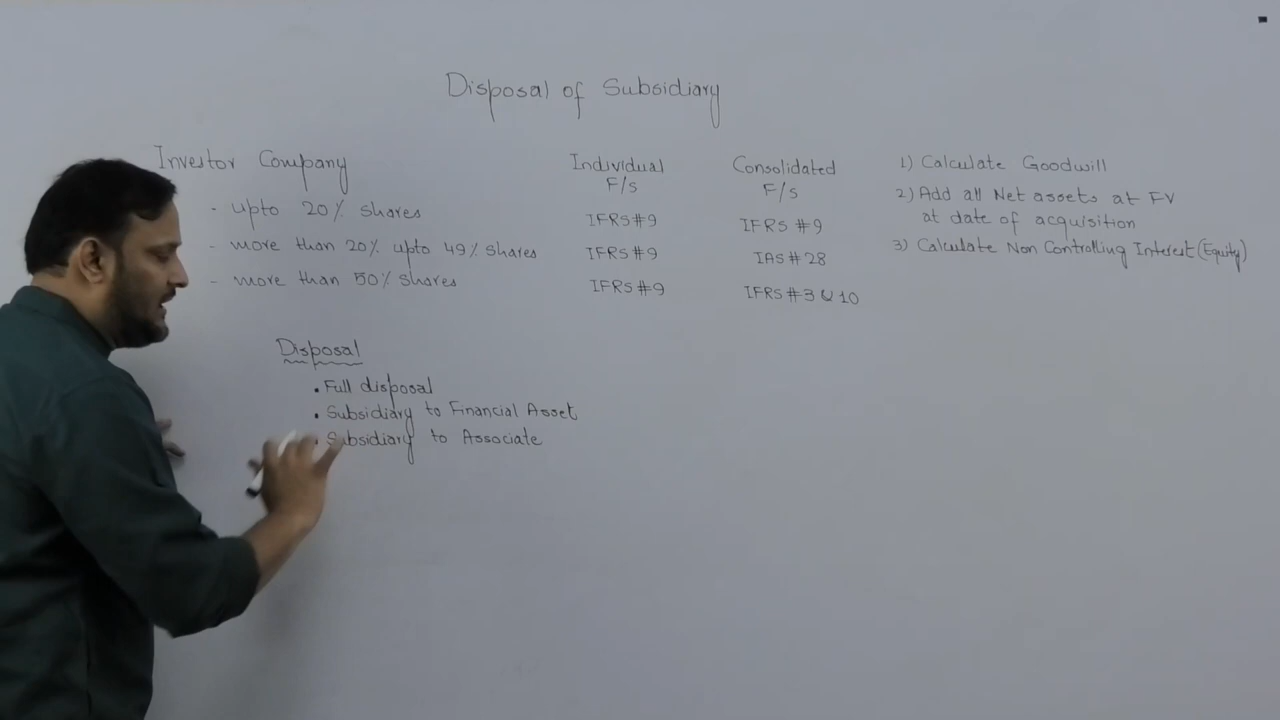 Disposal of Subsidiary
Investor Company
- upto 20% shares
- more than 20% upto 49% shares
- more than 50% shares
Individual
F/s
IFRS#9
IFRS#9
IFRS#9
Consolidated
F/s
IFRS #9
IAS#28
IFRS#3 & 10
1) Calculate Goodwill
2) Add all Net assets at FV
at date of acquisition
3) Calculate Non Controlling Interest (Equity)
Disposal
• Full disposal
• Subsidiary to Financial Asset
• Subsidiary to Associate